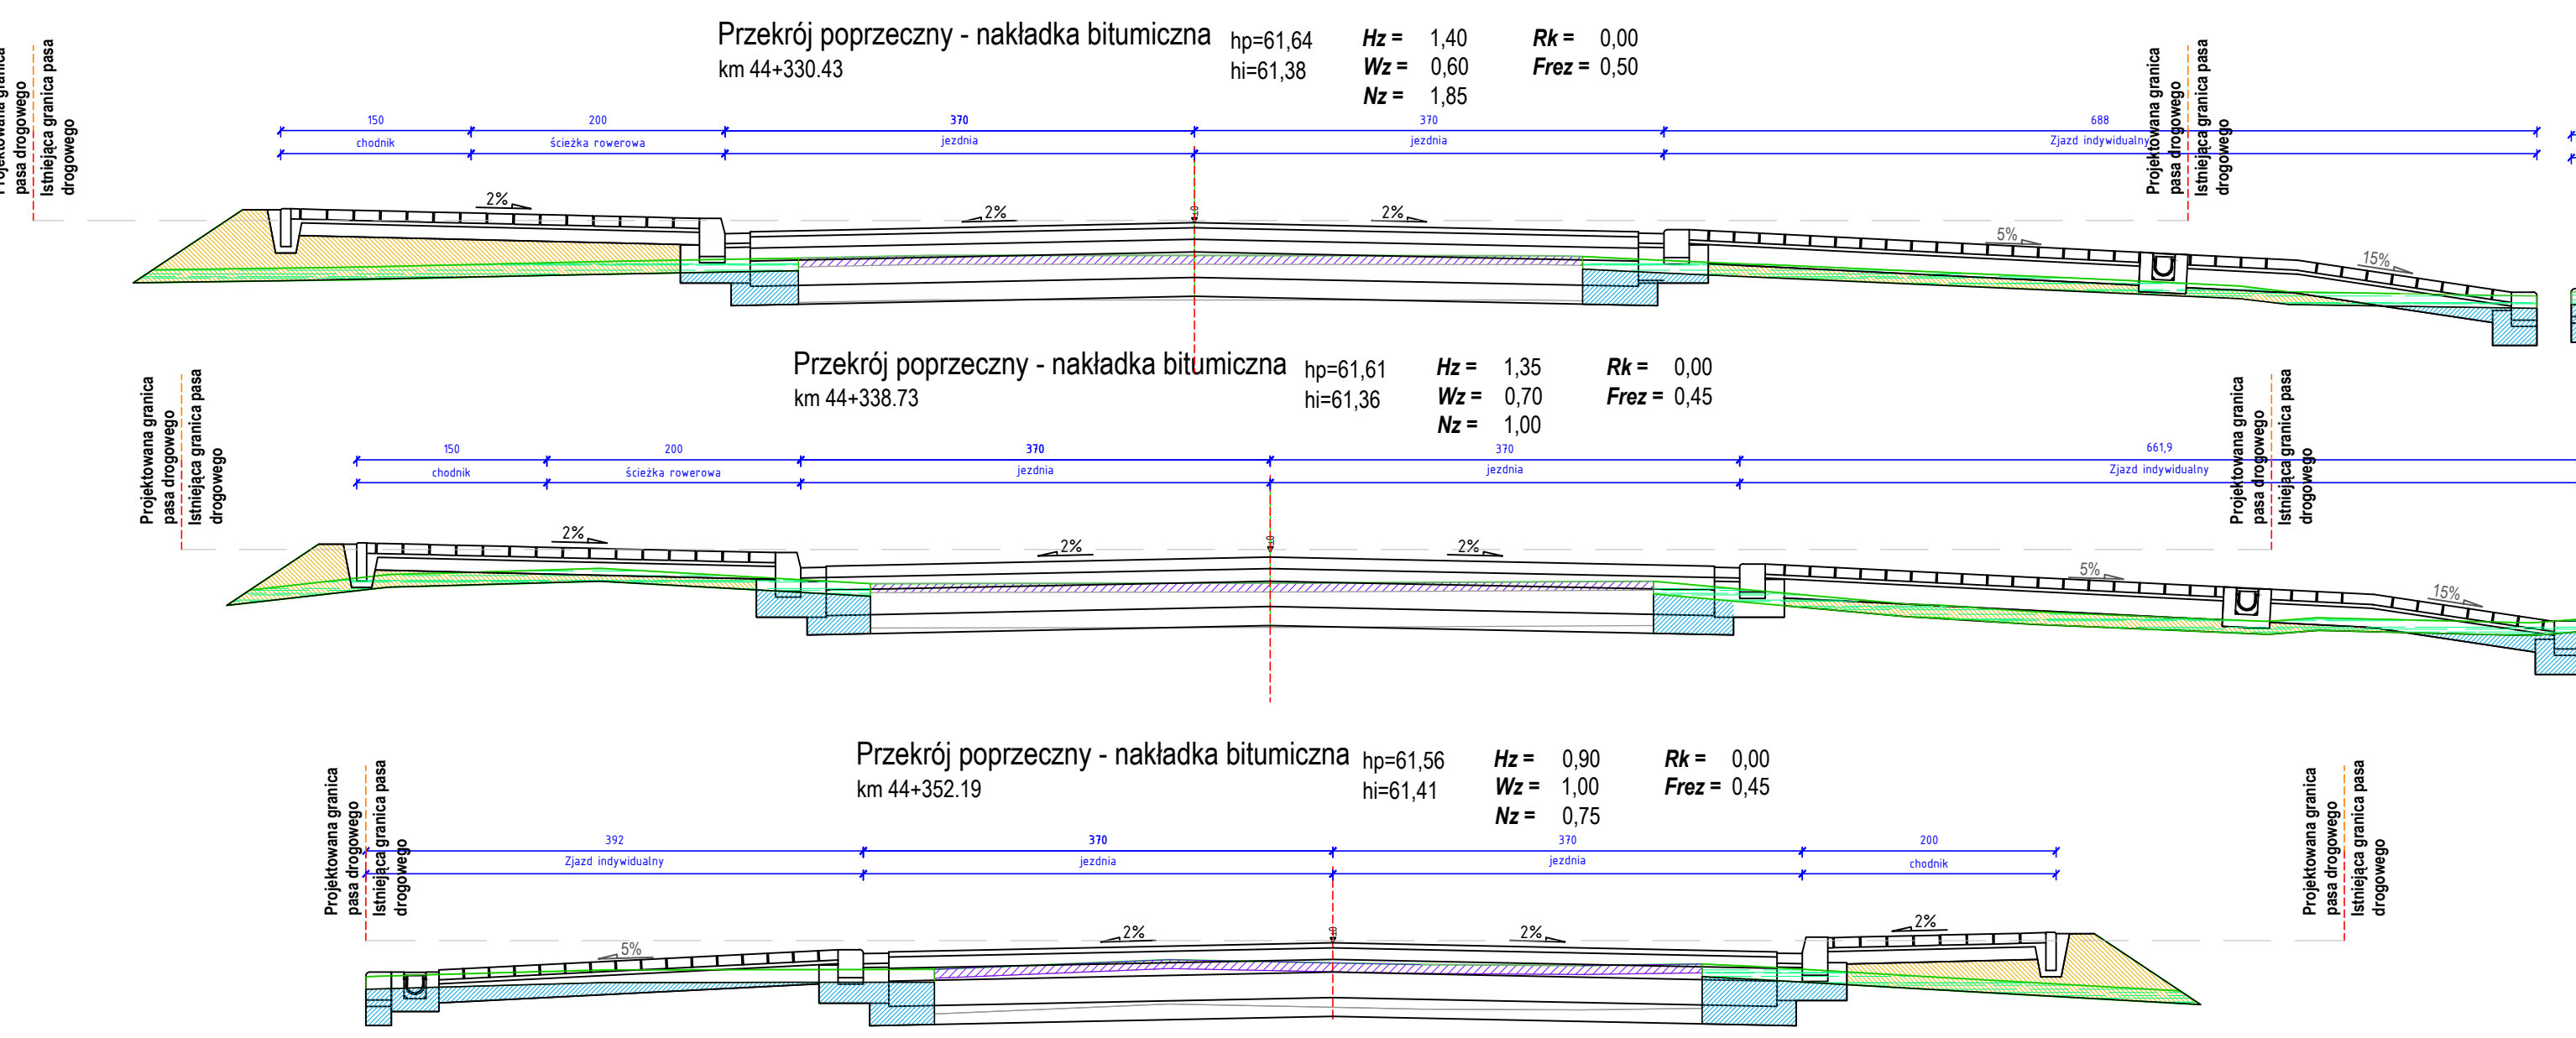 Przekrój poprzeczny - nakładka bitumiczna
km 44+330.43
hp=61,64
hi=61,38
Hz = 1,40
Wz = 0,60
Nz = 1,85
Rk = 0,00
Frez = 0,50
Projektowana granica
pasa drogowego
Istniejąca granica pasa
drogowego
150
chodnik
200
ścieżka rowerowa
370
jezdnia
370
jezdnia
688
Zjazd indywidualny
Projektowana granica
pasa drogowego
Istniejąca granica pasa
drogowego
2%
2%
2%
5%
15%
Przekrój poprzeczny - nakładka bitumiczna
km 44+338.73
hp=61,61
hi=61,36
Hz = 1,35
Wz = 0,70
Nz = 1,00
Rk = 0,00
Frez = 0,45
Projektowana granica
pasa drogowego
Istniejąca granica pasa
drogowego
150
chodnik
200
ścieżka rowerowa
370
jezdnia
370
jezdnia
661,9
Zjazd indywidualny
Projektowana granica
pasa drogowego
Istniejąca granica pasa
drogowego
2%
2%
2%
5%
15%
Przekrój poprzeczny - nakładka bitumiczna
km 44+352.19
hp=61,56
hi=61,41
Hz = 0,90
Wz = 1,00
Nz = 0,75
Rk = 0,00
Frez = 0,45
Projektowana granica
pasa drogowego
Istniejąca granica pasa
drogowego
392
Zjazd indywidualny
370
jezdnia
370
jezdnia
200
chodnik
Projektowana granica
pasa drogowego
Istniejąca granica pasa
drogowego
5%
2%
2%
2%